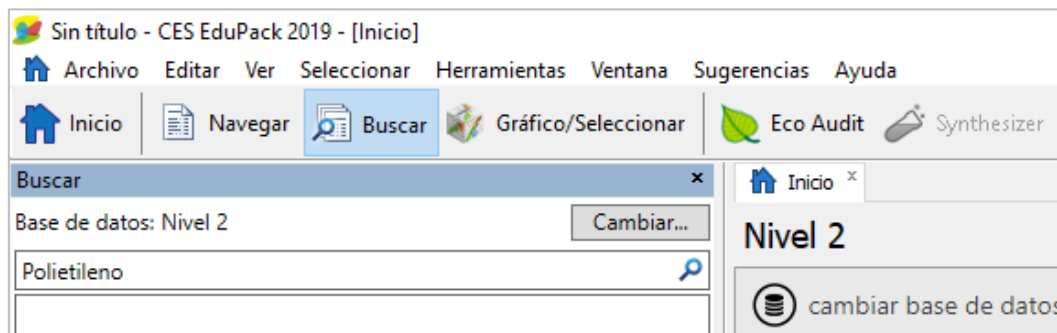 Sin título - CES EduPack 2019 - [Inicio]
Archivo Editar Ver Seleccionar Herramientas Ventana Sugerencias Ayuda
Inicio Navegar Buscar Gráfico/Seleccionar Eco Audit Synthesizer
Buscar x
Inicio x
Base de datos: Nivel 2 Cambiar...
Nivel 2
Polietileno
cambiar base de datos